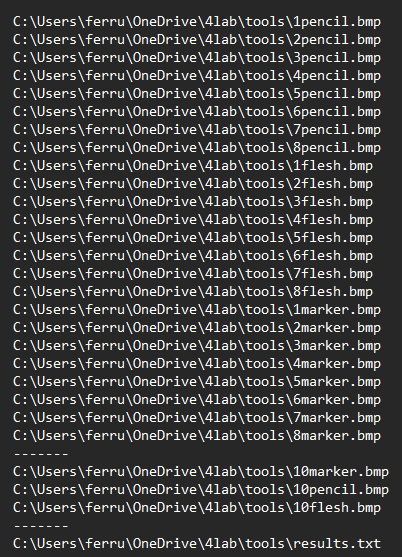 C:\Users\ferru\OneDrive\4lab\tools\1pencil.bmp
C:\Users\ferru\OneDrive\4lab\tools\2pencil.bmp
C:\Users\ferru\OneDrive\4lab\tools\3pencil.bmp
C:\Users\ferru\OneDrive\4lab\tools\4pencil.bmp
C:\Users\ferru\OneDrive\4lab\tools\5pencil.bmp
C:\Users\ferru\OneDrive\4lab\tools\6pencil.bmp
C:\Users\ferru\OneDrive\4lab\tools\7pencil.bmp
C:\Users\ferru\OneDrive\4lab\tools\8pencil.bmp
C:\Users\ferru\OneDrive\4lab\tools\1flesh.bmp
C:\Users\ferru\OneDrive\4lab\tools\2flesh.bmp
C:\Users\ferru\OneDrive\4lab\tools\3flesh.bmp
C:\Users\ferru\OneDrive\4lab\tools\4flesh.bmp
C:\Users\ferru\OneDrive\4lab\tools\5flesh.bmp
C:\Users\ferru\OneDrive\4lab\tools\6flesh.bmp
C:\Users\ferru\OneDrive\4lab\tools\7flesh.bmp
C:\Users\ferru\OneDrive\4lab\tools\8flesh.bmp
C:\Users\ferru\OneDrive\4lab\tools\1marker.bmp
C:\Users\ferru\OneDrive\4lab\tools\2marker.bmp
C:\Users\ferru\OneDrive\4lab\tools\3marker.bmp
C:\Users\ferru\OneDrive\4lab\tools\4marker.bmp
C:\Users\ferru\OneDrive\4lab\tools\5marker.bmp
C:\Users\ferru\OneDrive\4lab\tools\6marker.bmp
C:\Users\ferru\OneDrive\4lab\tools\7marker.bmp
C:\Users\ferru\OneDrive\4lab\tools\8marker.bmp
-------
C:\Users\ferru\OneDrive\4lab\tools\10marker.bmp
C:\Users\ferru\OneDrive\4lab\tools\10pencil.bmp
C:\Users\ferru\OneDrive\4lab\tools\10flesh.bmp
-------
C:\Users\ferru\OneDrive\4lab\tools\results.txt